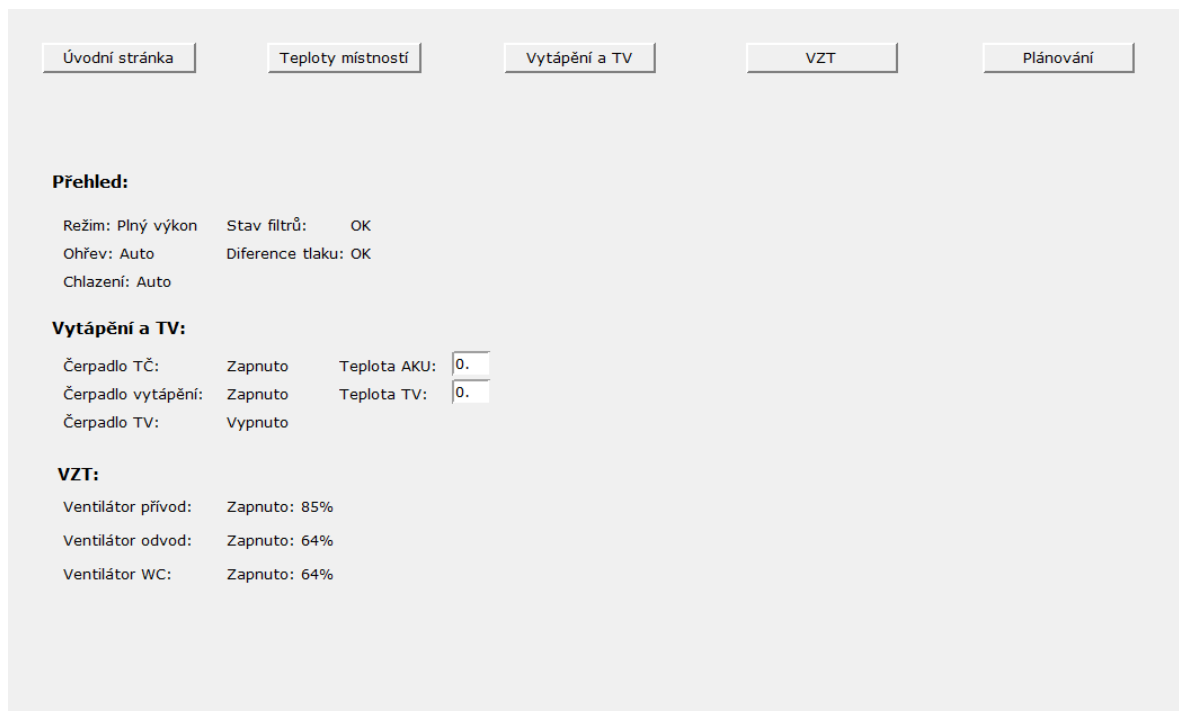 Úvodní stránka Teploty místností Vytápění a TV VZT Plánování
Přehled:
Režim: Plný výkon Stav filtrů: OK
Ohřev: Auto Diference tlaku: OK
Chlazení: Auto
Vytápění a TV:
Čerpadlo TČ: Zapnuto Teplota AKU: 0.
Čerpadlo vytápění: Zapnuto Teplota TV: 0.
Čerpadlo TV: Vypnuto
VZT:
Ventilátor přívod: Zapnuto: 85%
Ventilátor odvod: Zapnuto: 64%
Ventilátor WC: Zapnuto: 64%